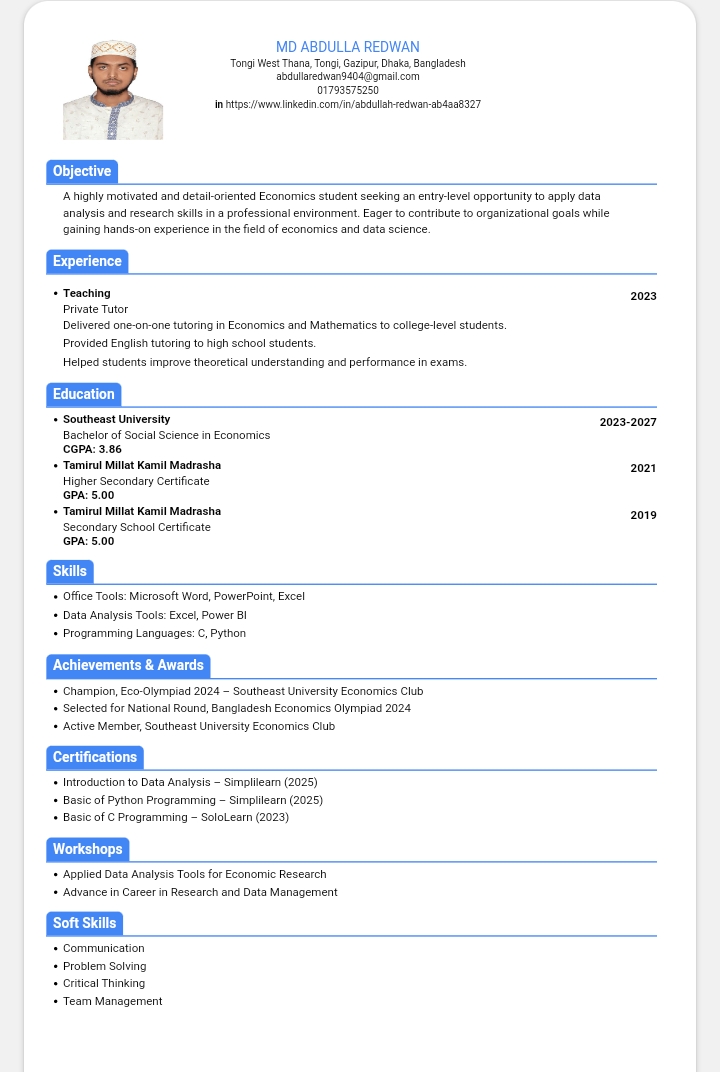 MD ABDULLA REDWAN
Tongi West Thana, Tongi, Gazipur, Dhaka, Bangladesh
abdullaredwan9404@gmail.com
01793575250
in https://www.linkedin.com/in/abdullah-redwan-ab4aa8327
Objective
A highly motivated and detail-oriented Economics student seeking an entry-level opportunity to apply data
analysis and research skills in a professional environment. Eager to contribute to organizational goals while
gaining hands-on experience in the field of economics and data science.
Experience
• Teaching 2023
Private Tutor
Delivered one-on-one tutoring in Economics and Mathematics to college-level students.
Provided English tutoring to high school students.
Helped students improve theoretical understanding and performance in exams.
Education
• Southeast University 2023-2027
Bachelor of Social Science in Economics
CGPA: 3.86
• Tamirul Millat Kamil Madrasha 2021
Higher Secondary Certificate
GPA: 5.00
• Tamirul Millat Kamil Madrasha 2019
Secondary School Certificate
GPA: 5.00
Skills
• Office Tools: Microsoft Word, PowerPoint, Excel
• Data Analysis Tools: Excel, Power BI
• Programming Languages: C, Python
Achievements & Awards
• Champion, Eco-Olympiad 2024 – Southeast University Economics Club
• Selected for National Round, Bangladesh Economics Olympiad 2024
• Active Member, Southeast University Economics Club
Certifications
• Introduction to Data Analysis – Simplilearn (2025)
• Basic of Python Programming – Simplilearn (2025)
• Basic of C Programming – SoloLearn (2023)
Workshops
• Applied Data Analysis Tools for Economic Research
• Advance in Career in Research and Data Management
Soft Skills
• Communication
• Problem Solving
• Critical Thinking
• Team Management